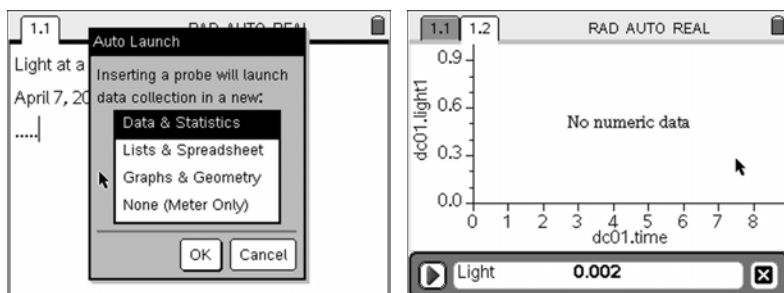 1.1
RAD AUTO REAL
Auto Launch
Light at a
Inserting a probe will launch
April 7, 20
data collection in a new:
.....
Data & Statistics
Lists & Spreadsheet
Graphs & Geometry
None (Meter Only)
OK
Cancel
1.1 1.2 RAD AUTO REAL
0.9
0.6
0.3
0.0
dc01.light1
No numeric data
0 1 2 3 4 5 6 7 8
dc01.time
Light 0.002